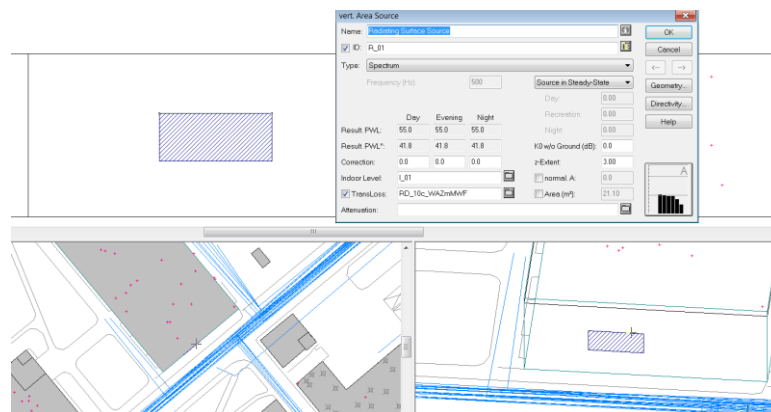 vert. Area Source
Name: Radiating Surface Source OK
ID: R_01 Cancel
Type: Spectrum
Frequency (Hz): 500 Source in Steady-State Geometry...
Day: 0.00 Directivity...
Day Evening Night Recreation: 0.00 Help
Result. PWL: 55.0 55.0 55.0 Night: 0.00
Result. PWL': 41.8 41.8 41.8 K0 w/o Ground (dB): 0.0
Correction: 0.0 0.0 0.0 z-Extent: 3.00
Indoor Level: I_01 normal. A: 0.0
TransLoss: RD_10c_WAZmMWF Area (m²): 21.10
Attenuation:
A